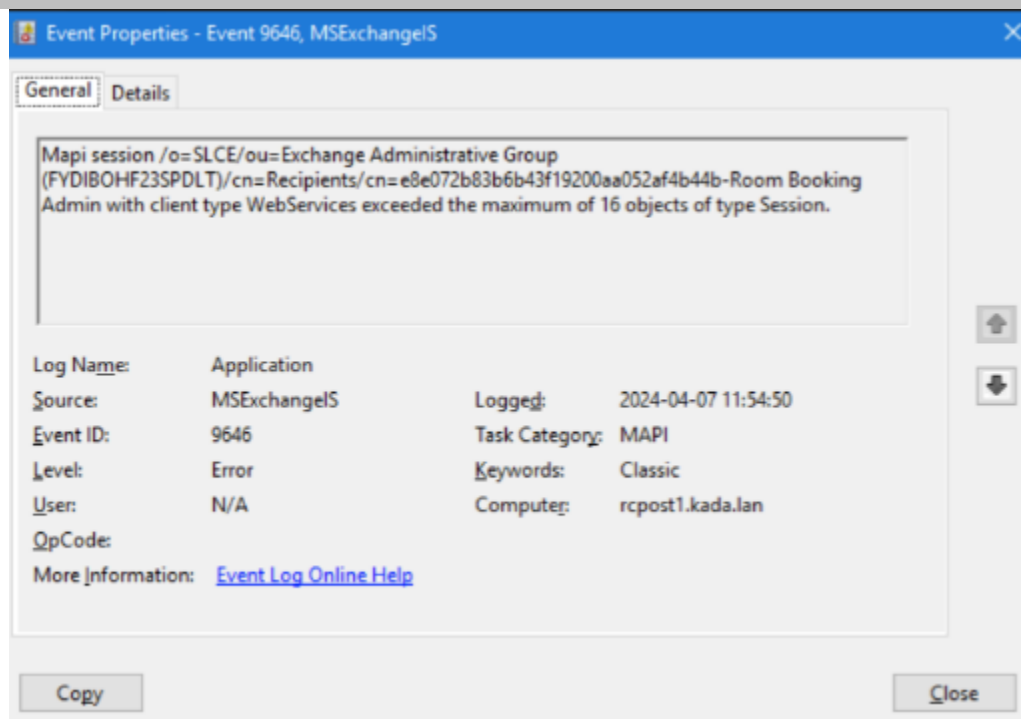 Event Properties - Event 9646, MSExchangeIS
General Details
Mapi session /o=SLCE/ou=Exchange Administrative Group
(FYDIBOHF23SPDLT)/cn=Recipients/cn=e8e072b83b6b43f19200aa052af4b44b-Room Booking
Admin with client type WebServices exceeded the maximum of 16 objects of type Session.
Log Name: Application
Source: MSExchangeIS Logged: 2024-04-07 11:54:50
Event ID: 9646 Task Category: MAPI
Level: Error Keywords: Classic
User: N/A Computer: rcpost1.kada.lan
OpCode:
More Information: Event Log Online Help
Copy Close